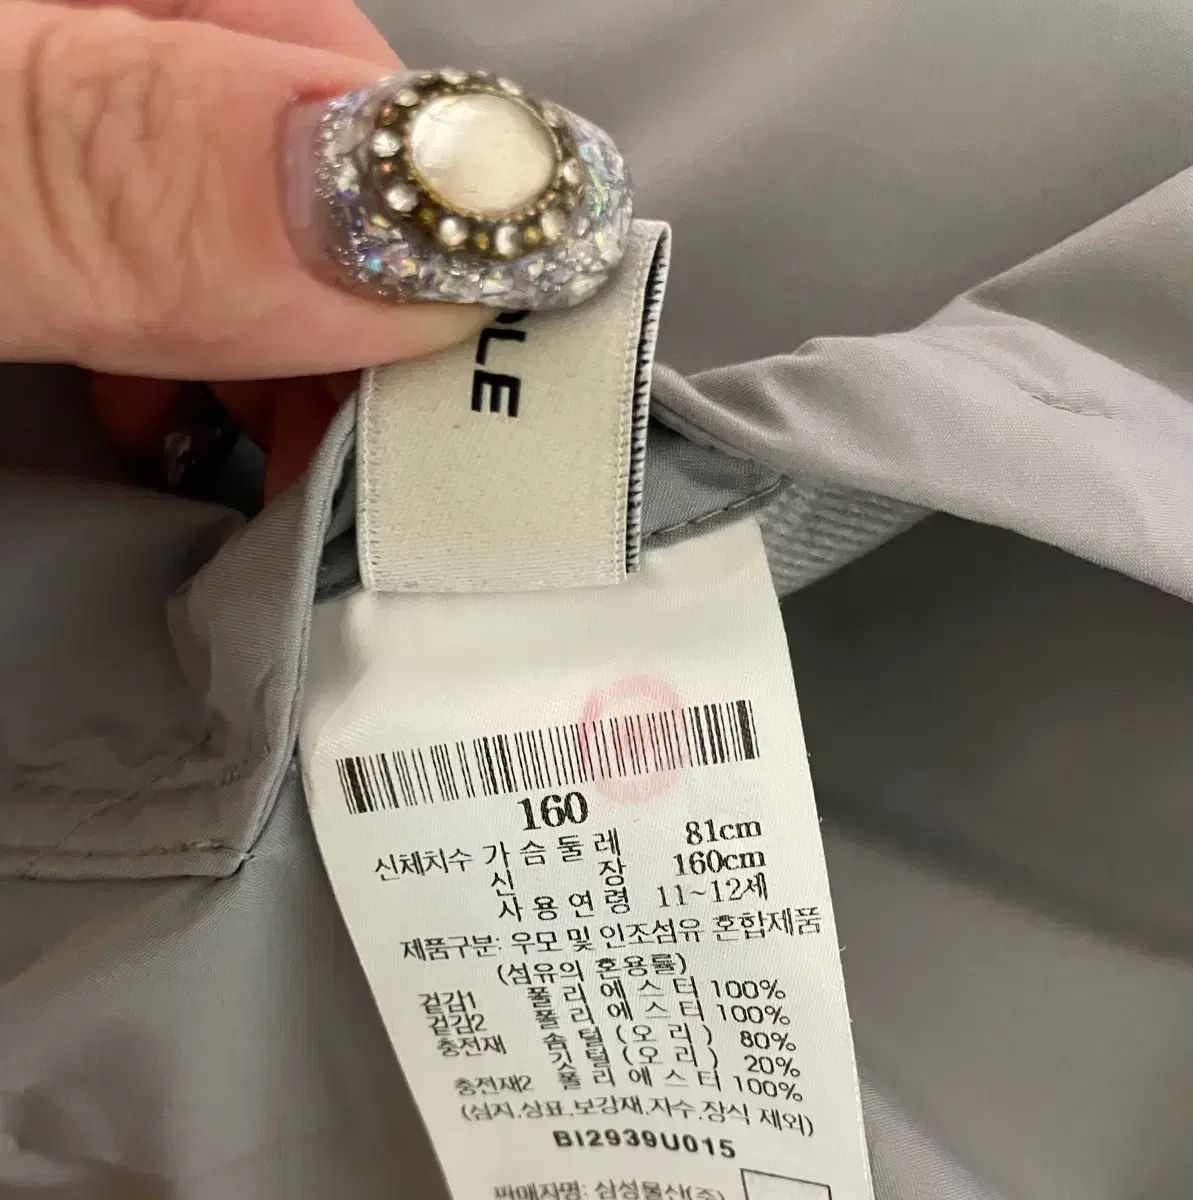 OLE
160
신체치수 가슴둘레 81cm
신장 160cm
사용연령 11~12세
제품구분: 우모 및 인조섬유 혼합제품
(섬유의 혼용률)
겉감1 폴리에스터 100%
겉감2 폴리에스터 100%
충전재 솜털(오리) 80%
깃털(오리) 20%
충전재2 폴리에스터 100%
(심지.상표.보강재.자수.장식 제외)
BI2939U015
판매자명: 삼성물산(주)